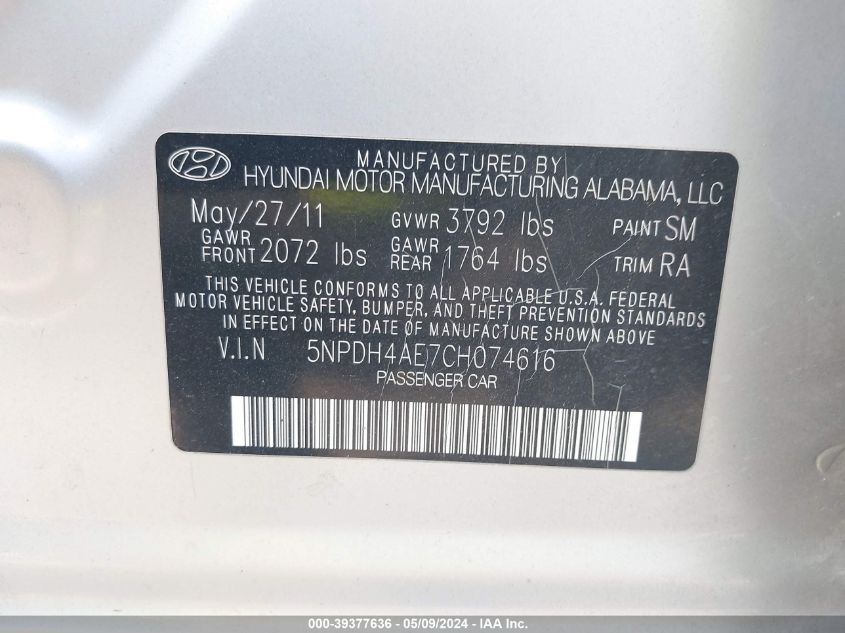 MANUFACTURED BY
HYUNDAI MOTOR MANUFACTURING ALABAMA, LLC
May/27/11 GVWR 3792 lbs PAINT SM
GAWR FRONT 2072 lbs GAWR REAR 1764 lbs TRIM RA
THIS VEHICLE CONFORMS TO ALL APPLICABLE U.S.A. FEDERAL
MOTOR VEHICLE SAFETY, BUMPER, AND THEFT PREVENTION STANDARDS
IN EFFECT ON THE DATE OF MANUFACTURE SHOWN ABOVE
V.I.N 5NPDH4AE7CH074616
PASSENGER CAR
000-39377636 - 05/09/2024 - IAA Inc.